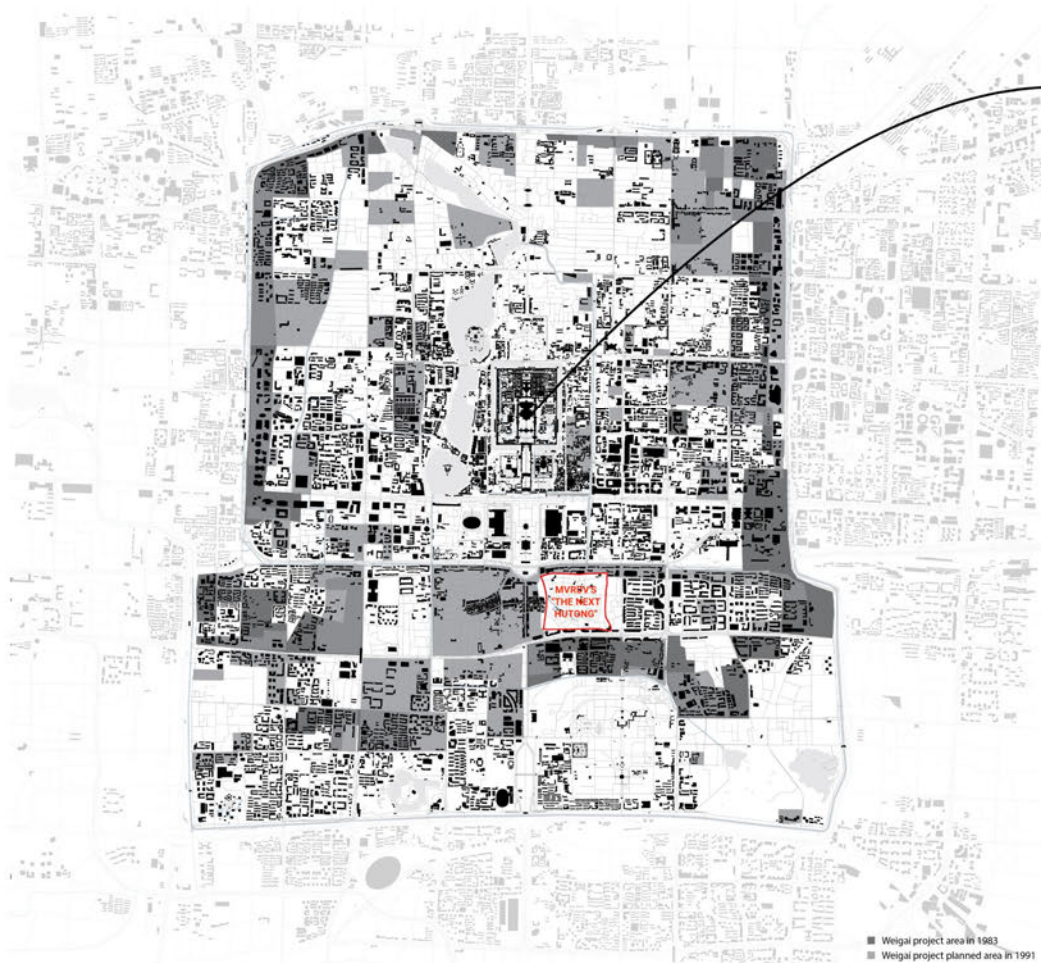 MVRDV'S
"THE NEXT
HUTONG"
Weigai project area in 1983
Weigai project planned area in 1991